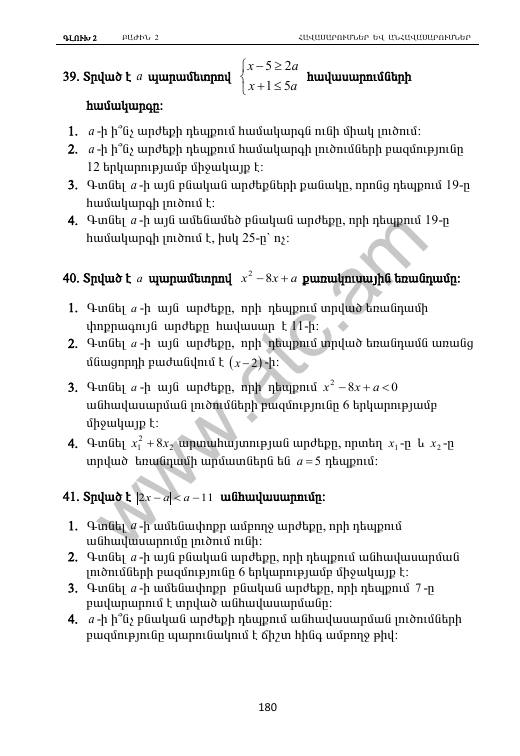 ԳԼՈՒԽ 2 ԲԱԺԻՆ 2 ՀԱՎԱՍԱՐՈՒՄՆԵՐ ԵՎ ԱՆՀԱՎԱՍԱՐՈՒՄՆԵՐ
39. Տրված է a պարամետրով { x − 5 ≥ 2a x + 1 ≤ 5a հավասարումների
համակարգը:
1. a -ի ի՞նչ արժեքի դեպքում համակարգն ունի միակ լուծում:
2. a -ի ի՞նչ արժեքի դեպքում համակարգի լուծումների բազմությունը
12 երկարությամբ միջակայք է:
3. Գտնել a -ի այն բնական արժեքների քանակը, որոնց դեպքում 19-ը
համակարգի լուծում է:
4. Գտնել a -ի այն ամենամեծ բնական արժեքը, որի դեպքում 19-ը
համակարգի լուծում է, իսկ 25-ը` ոչ:
40. Տրված է a պարամետրով x² − 8x + a քառակուսային եռանդամը:
1. Գտնել a -ի այն արժեքը, որի դեպքում տրված եռանդամի
փոքրագույն արժեքը հավասար է 11-ի:
2. Գտնել a -ի այն արժեքը, որի դեպքում տրված եռանդամն առանց
մնացորդի բաժանվում է (x − 2) -ի:
3. Գտնել a -ի այն արժեքը, որի դեպքում x² − 8x + a < 0
անհավասարման լուծումների բազմությունը 6 երկարությամբ
միջակայք է:
4. Գտնել x₁² + 8x₂ արտահայտության արժեքը, որտեղ x₁ -ը և x₂ -ը
տրված եռանդամի արմատներն են a = 5 դեպքում:
41. Տրված է |2x − a| < a − 11 անհավասարումը:
1. Գտնել a -ի ամենափոքր ամբողջ արժեքը, որի դեպքում
անհավասարումը լուծում ունի:
2. Գտնել a -ի այն բնական արժեքը, որի դեպքում անհավասարման
լուծումների բազմությունը 6 երկարությամբ միջակայք է:
3. Գտնել a -ի ամենափոքր բնական արժեքը, որի դեպքում 7 -ը
բավարարում է տրված անհավասարմանը:
4. a -ի ի՞նչ բնական արժեքի դեպքում անհավասարման լուծումների
բազմությունը պարունակում է ճիշտ հինգ ամբողջ թիվ:
www.atc.am
180